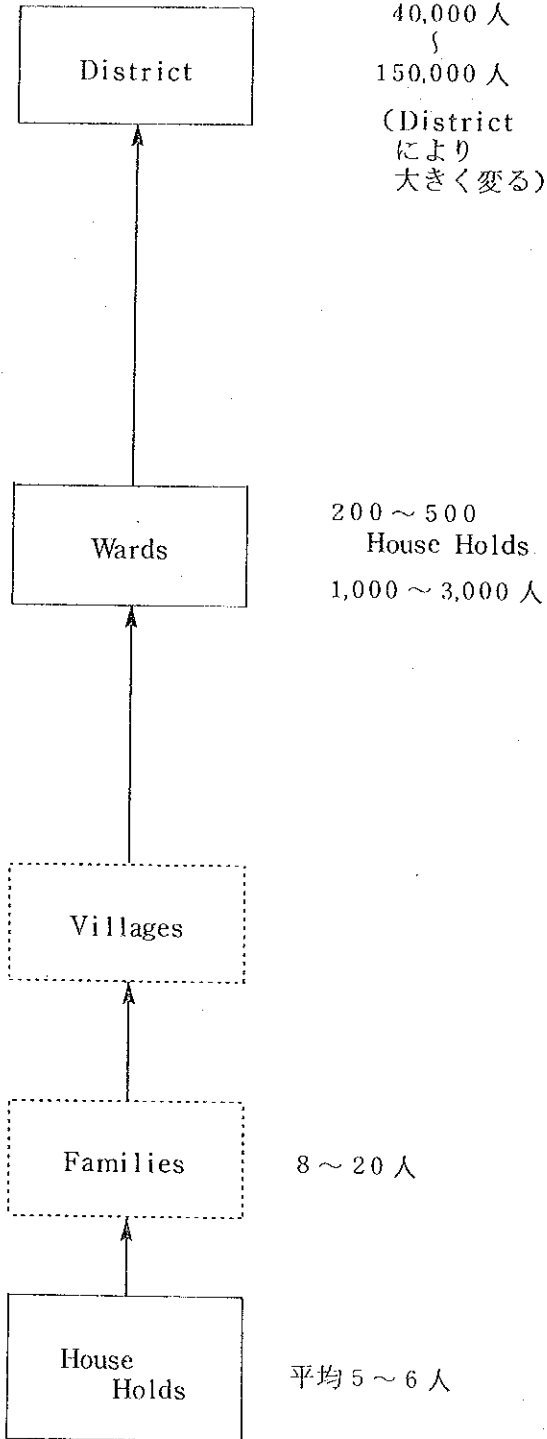 District
40,000 人
〜
150,000 人
(District
により
大きく変る)
Wards
200 〜 500
House Holds
1,000 〜 3,000 人
Villages
Families
8 〜 20 人
House
Holds
平均 5 〜 6 人